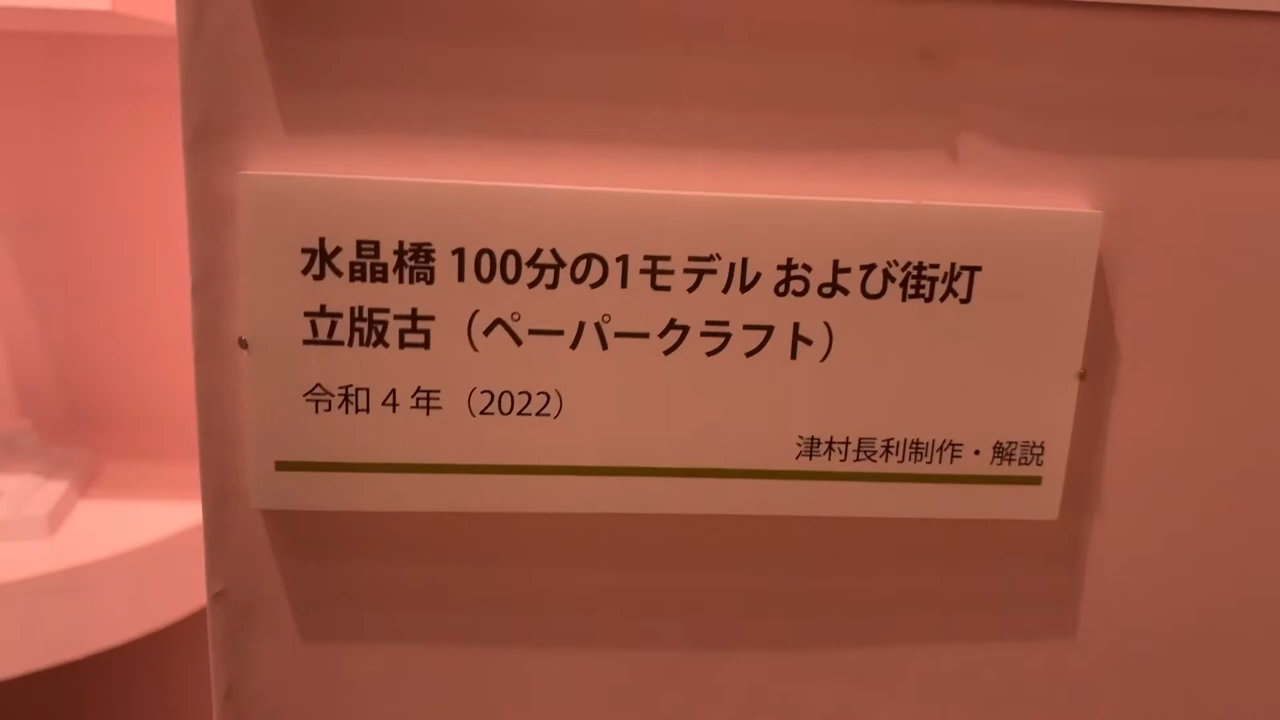 水晶橋 100分の1モデル および街灯
立版古（ペーパークラフト）
令和 4 年（2022）
津村長利制作・解説